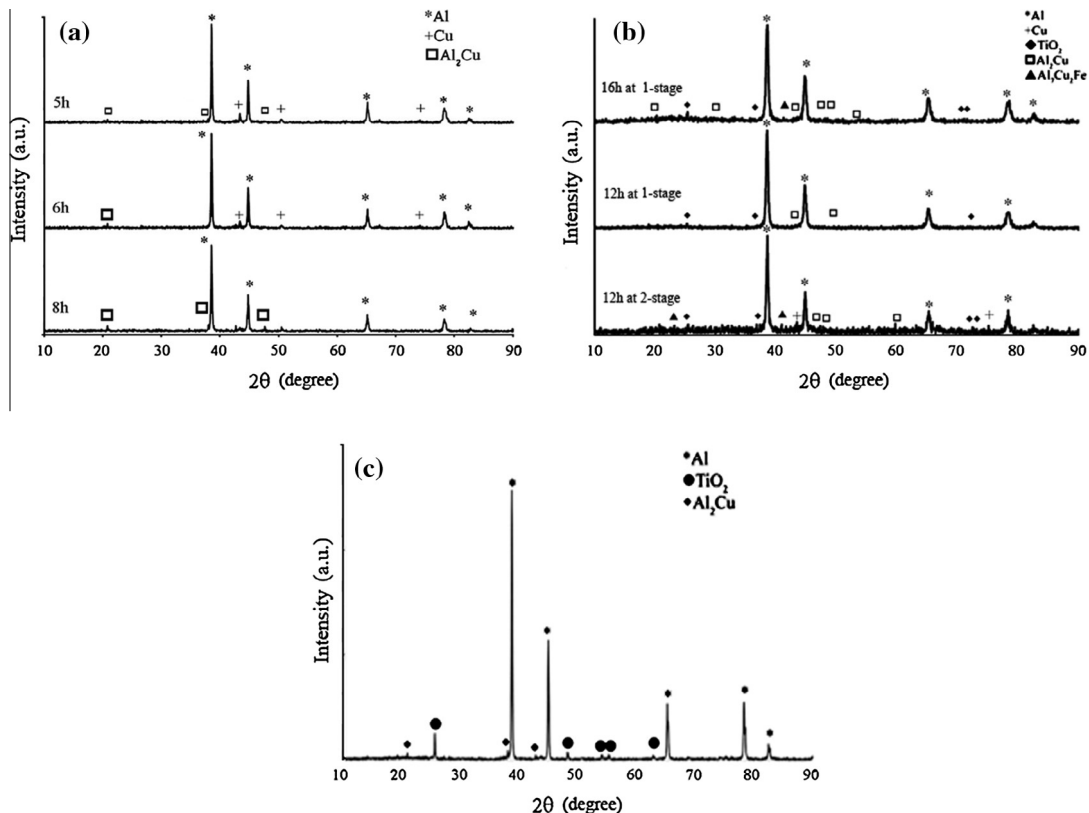 (a)
*Al
+Cu
□Al₂Cu
5h
6h
8h
Intensity (a.u.)
10 20 30 40 50 60 70 80 90
2θ (degree)
(b)
*Al
+Cu
◆TiO₂
□Al₂Cu
16h at 1-stage
12h at 1-stage
12h at 2-stage
Intensity (a.u.)
10 20 30 40 50 60 70 80 90
2θ (degree)
(c)
Al
●TiO₂
◆Al₂Cu
Intensity (a.u.)
10 20 30 40 50 60 70 80 90
2θ (degree)